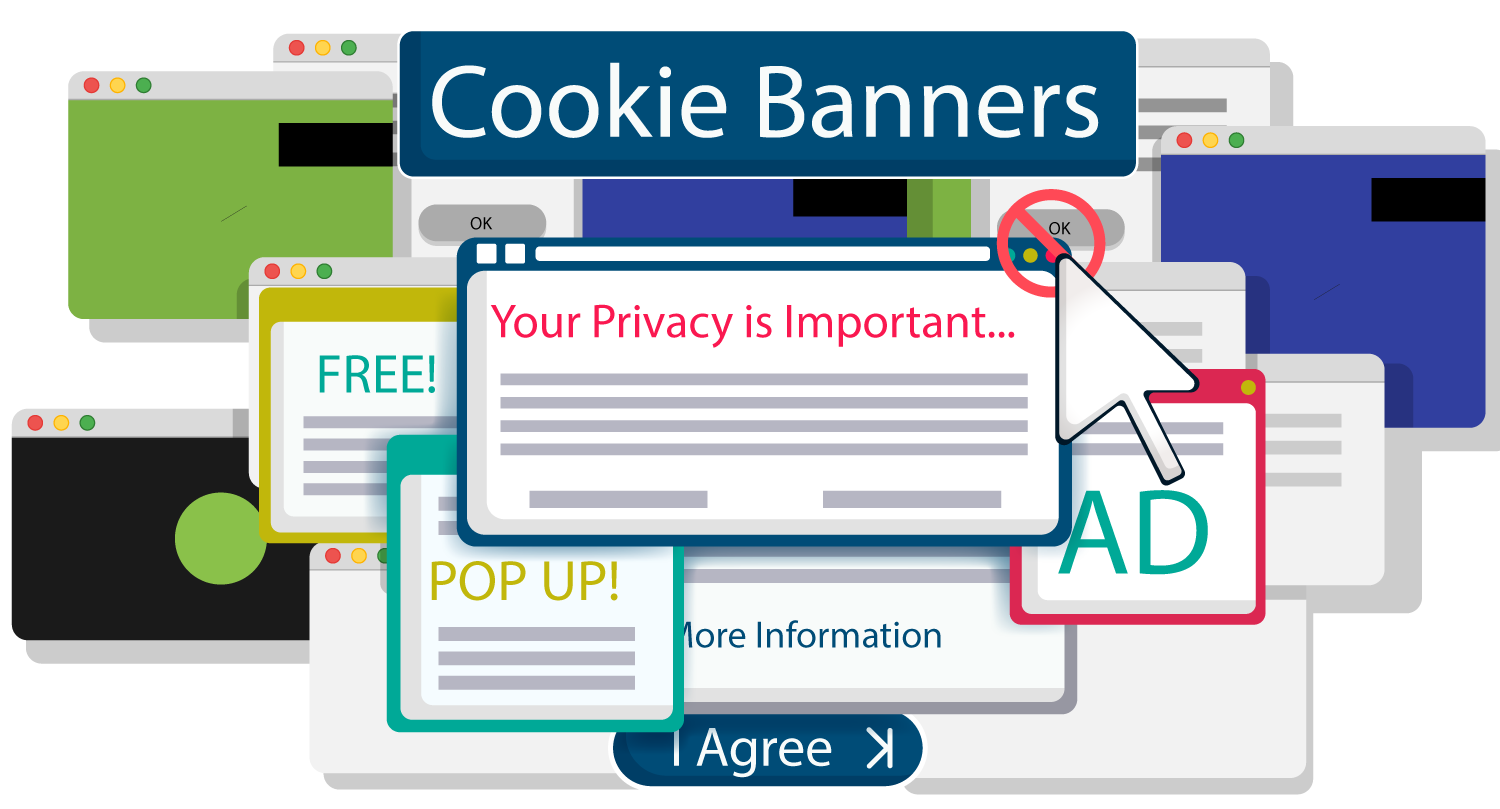 Cookie Banners
OK
OK
Your Privacy is Important...
FREE!
AD
POP UP!
More Information
I Agree